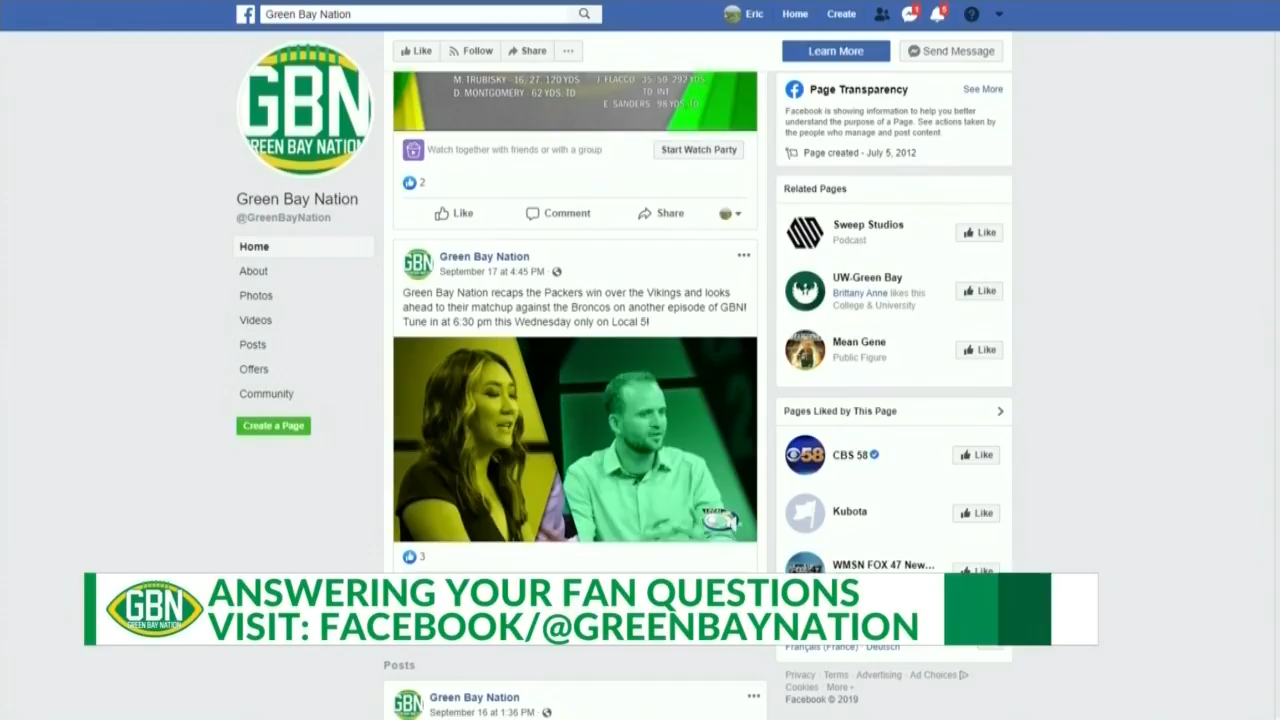 Green Bay Nation
Eric
Home
Create
1
5
GBN
GREEN BAY NATION
Green Bay Nation
@GreenBayNation
Home
About
Photos
Videos
Posts
Offers
Community
Create a Page
Like
Follow
Share
Learn More
Send Message
M. TRUBISKY - 16/27, 120 YDS
D. MONTGOMERY - 62 YDS, TD
J. FLACCO - 35/50, 292 YDS
TD INT
E. SANDERS - 98 YDS, TD
Watch together with friends or with a group
Start Watch Party
2
Like
Comment
Share
GBN
Green Bay Nation
September 17 at 4:45 PM ·
Green Bay Nation recaps the Packers win over the Vikings and looks
ahead to their matchup against the Broncos on another episode of GBN!
Tune in at 6:30 pm this Wednesday only on Local 5!
LOCAL
3
Page Transparency
See More
Facebook is showing information to help you better
understand the purpose of a Page. See actions taken by
the people who manage and post content
Page created - July 5, 2012
Related Pages
Sweep Studios
Podcast
Like
UW-Green Bay
Brittany Anne likes this
College & University
Like
Mean Gene
Public Figure
Like
Pages Liked by This Page
CBS 58
Like
Kubota
Like
WMSN FOX 47 New...
Like
GBN
GREEN BAY NATION
ANSWERING YOUR FAN QUESTIONS
VISIT: FACEBOOK/@GREENBAYNATION
Français (France) · Deutsch
Privacy · Terms · Advertising · Ad Choices
Cookies · More
Facebook © 2019
Posts
GBN
Green Bay Nation
September 16 at 1:36 PM ·